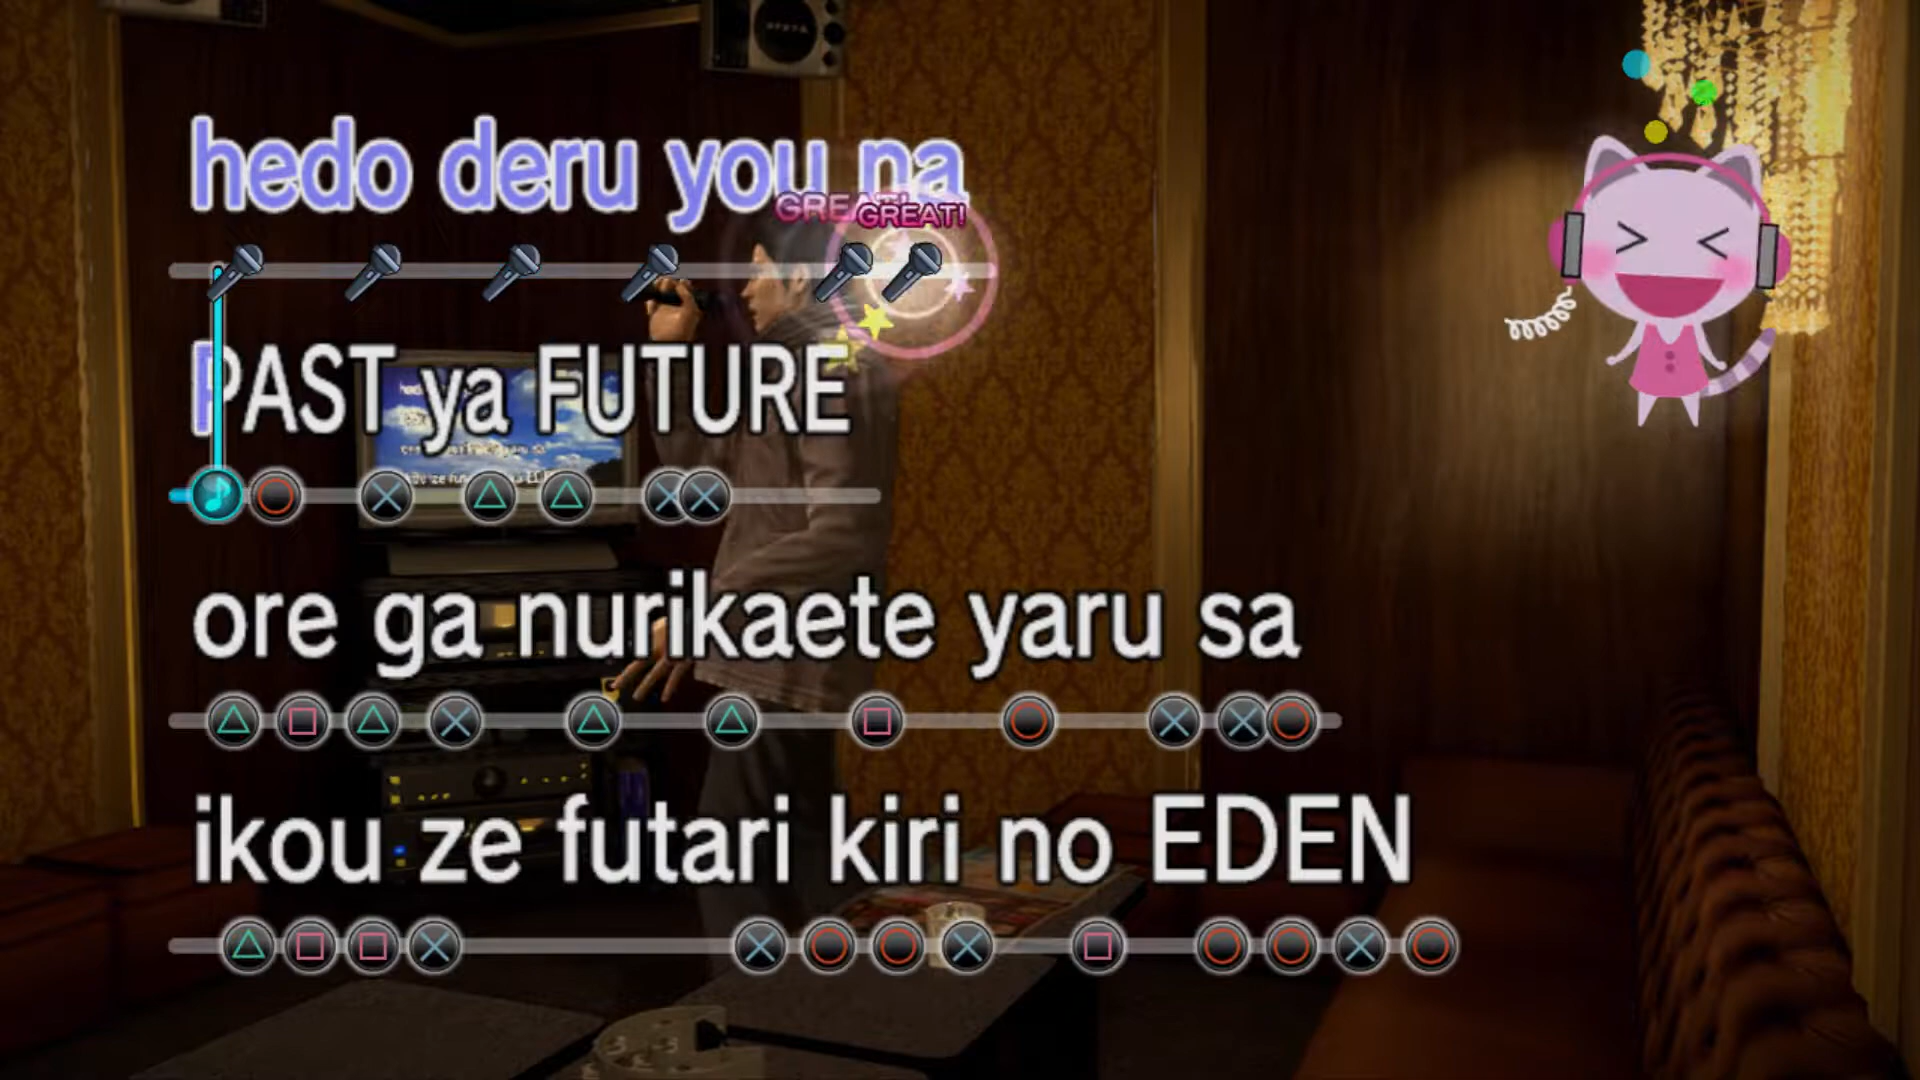 hedo deru you na
GREAT!
GREAT!
PAST ya FUTURE
ore ga nurikaete yaru sa
ikou ze futari kiri no EDEN